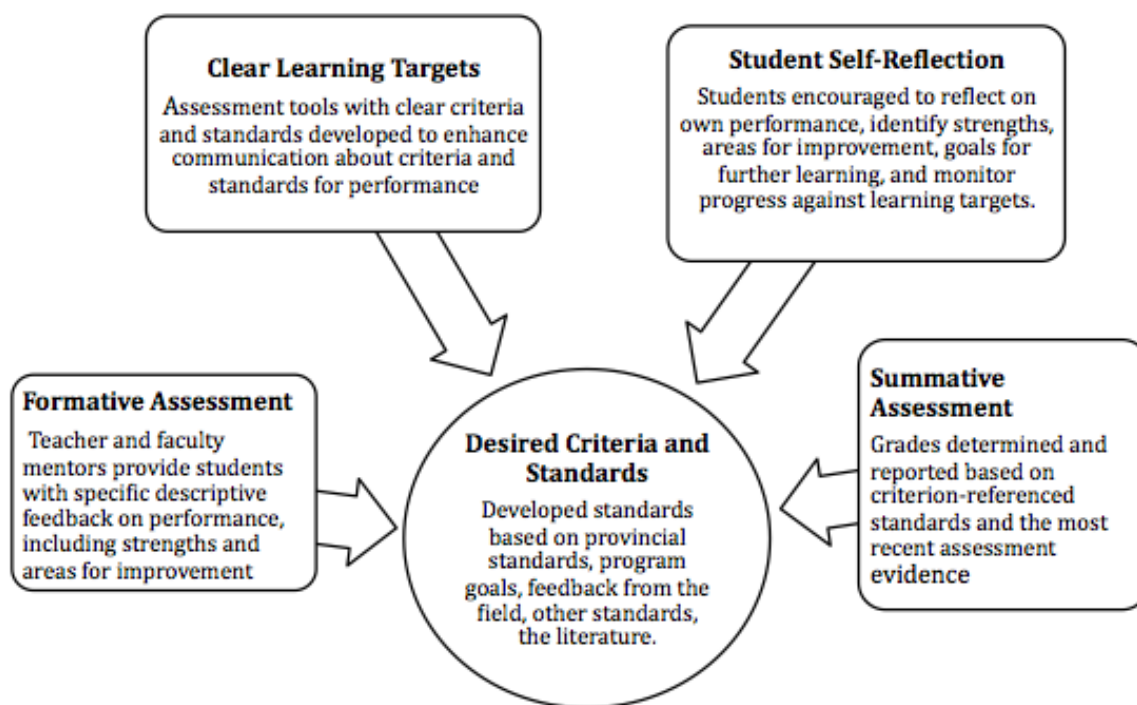 Clear Learning Targets
Assessment tools with clear criteria
and standards developed to enhance
communication about criteria and
standards for performance
Student Self-Reflection
Students encouraged to reflect on
own performance, identify strengths,
areas for improvement, goals for
further learning, and monitor
progress against learning targets.
Formative Assessment
Teacher and faculty
mentors provide students
with specific descriptive
feedback on performance,
including strengths and
areas for improvement
Desired Criteria and
Standards
Developed standards
based on provincial
standards, program
goals, feedback from the
field, other standards,
the literature.
Summative
Assessment
Grades determined and
reported based on
criterion-referenced
standards and the most
recent assessment
evidence